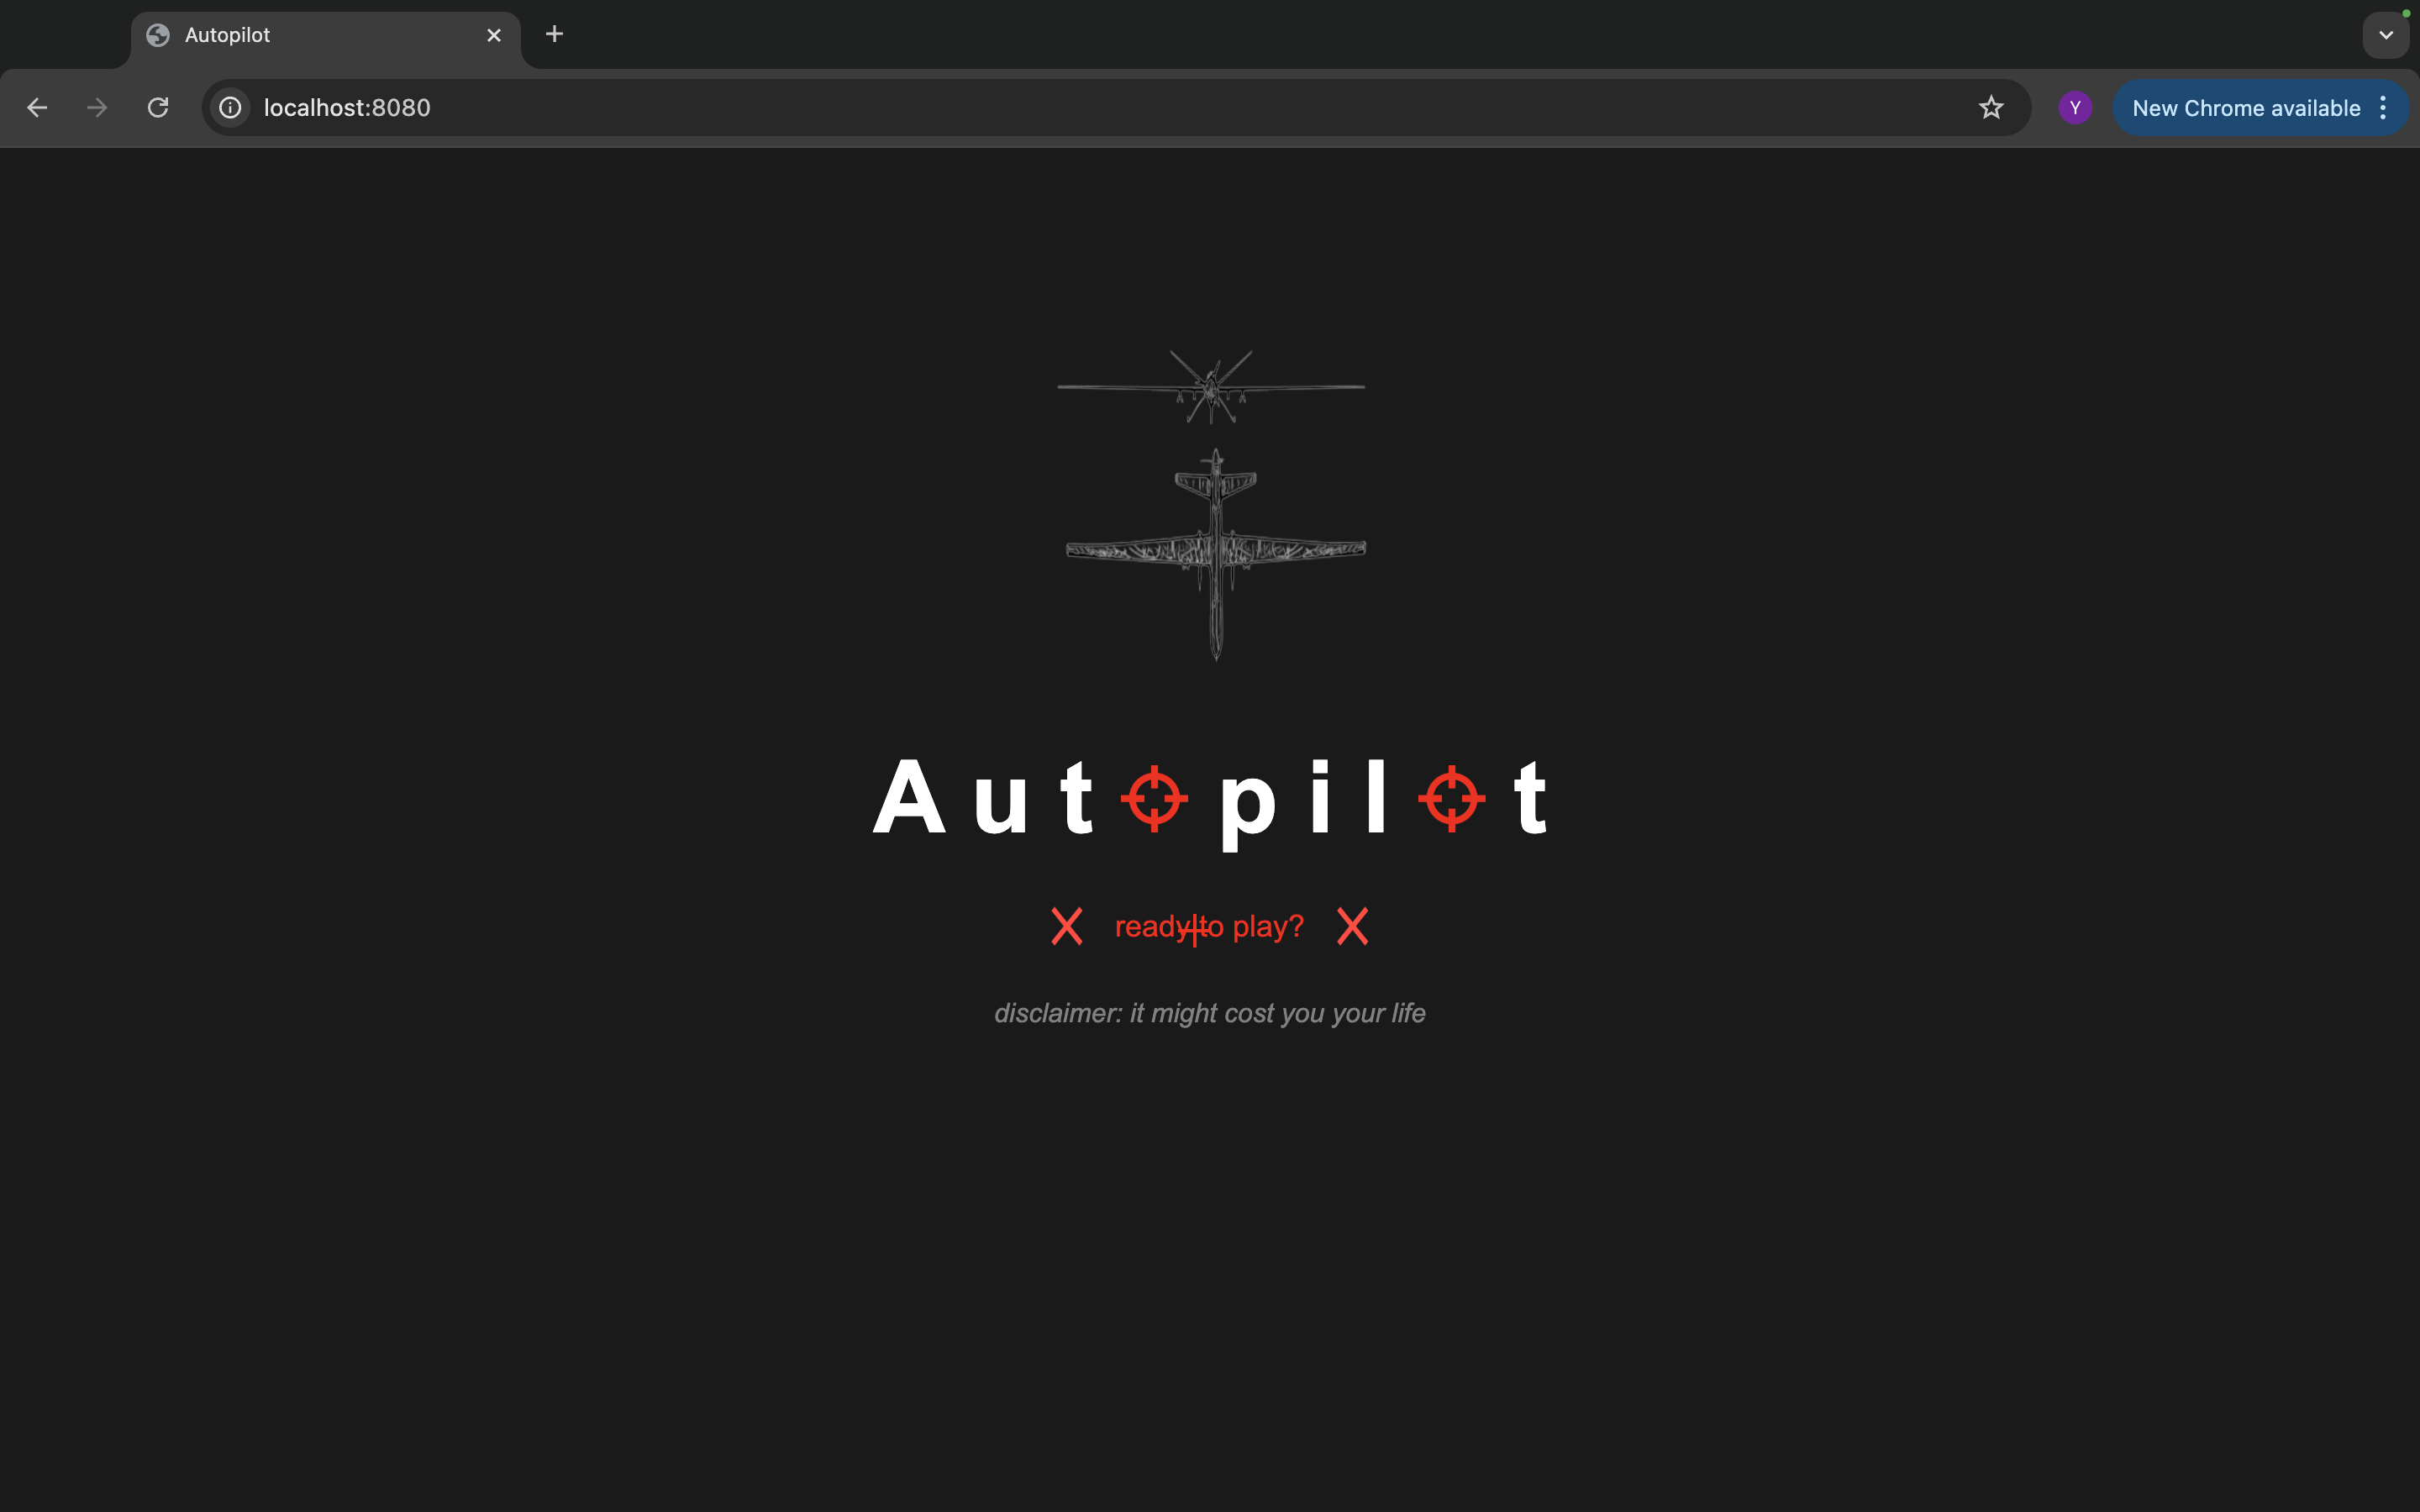 Autopilot
localhost:8080
Y
New Chrome available
Autopilot
ready to play?
disclaimer: it might cost you your life